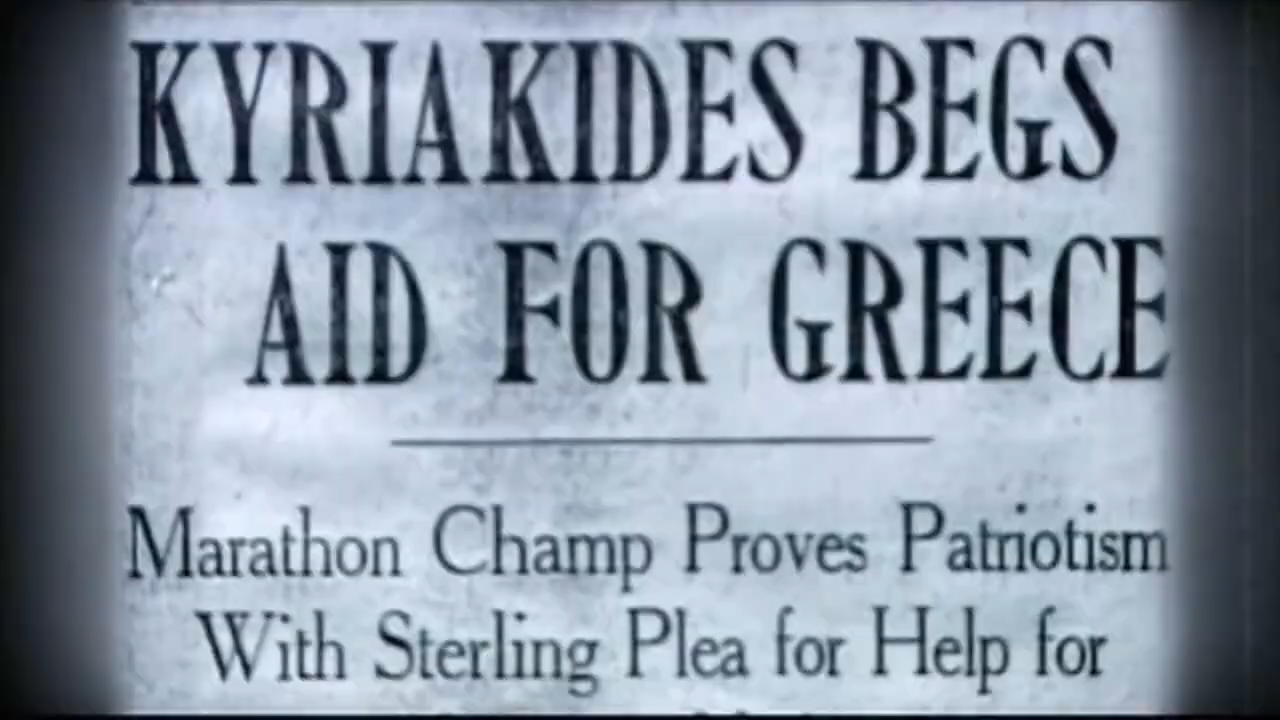 KYRIAKIDES BEGS
AID FOR GREECE
Marathon Champ Proves Patriotism
With Sterling Plea for Help for